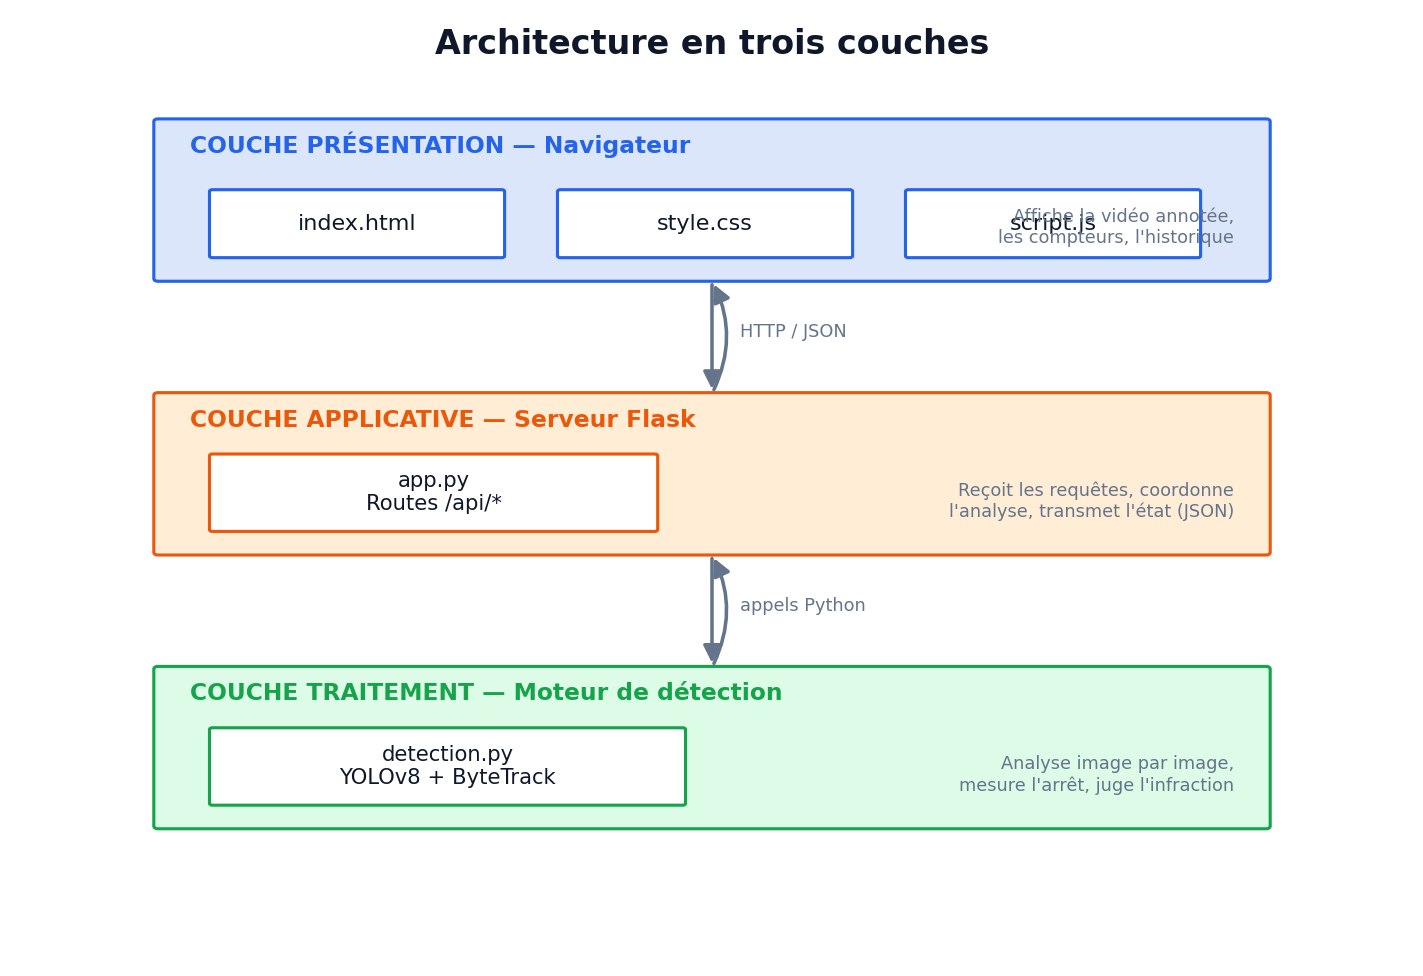 Architecture en trois couches
COUCHE PRÉSENTATION — Navigateur
index.html
style.css
script.js
Affiche la vidéo annotée,
les compteurs, l'historique
HTTP / JSON
COUCHE APPLICATIVE — Serveur Flask
app.py
Routes /api/*
Reçoit les requêtes, coordonne
l'analyse, transmet l'état (JSON)
appels Python
COUCHE TRAITEMENT — Moteur de détection
detection.py
YOLOv8 + ByteTrack
Analyse image par image,
mesure l'arrêt, juge l'infraction